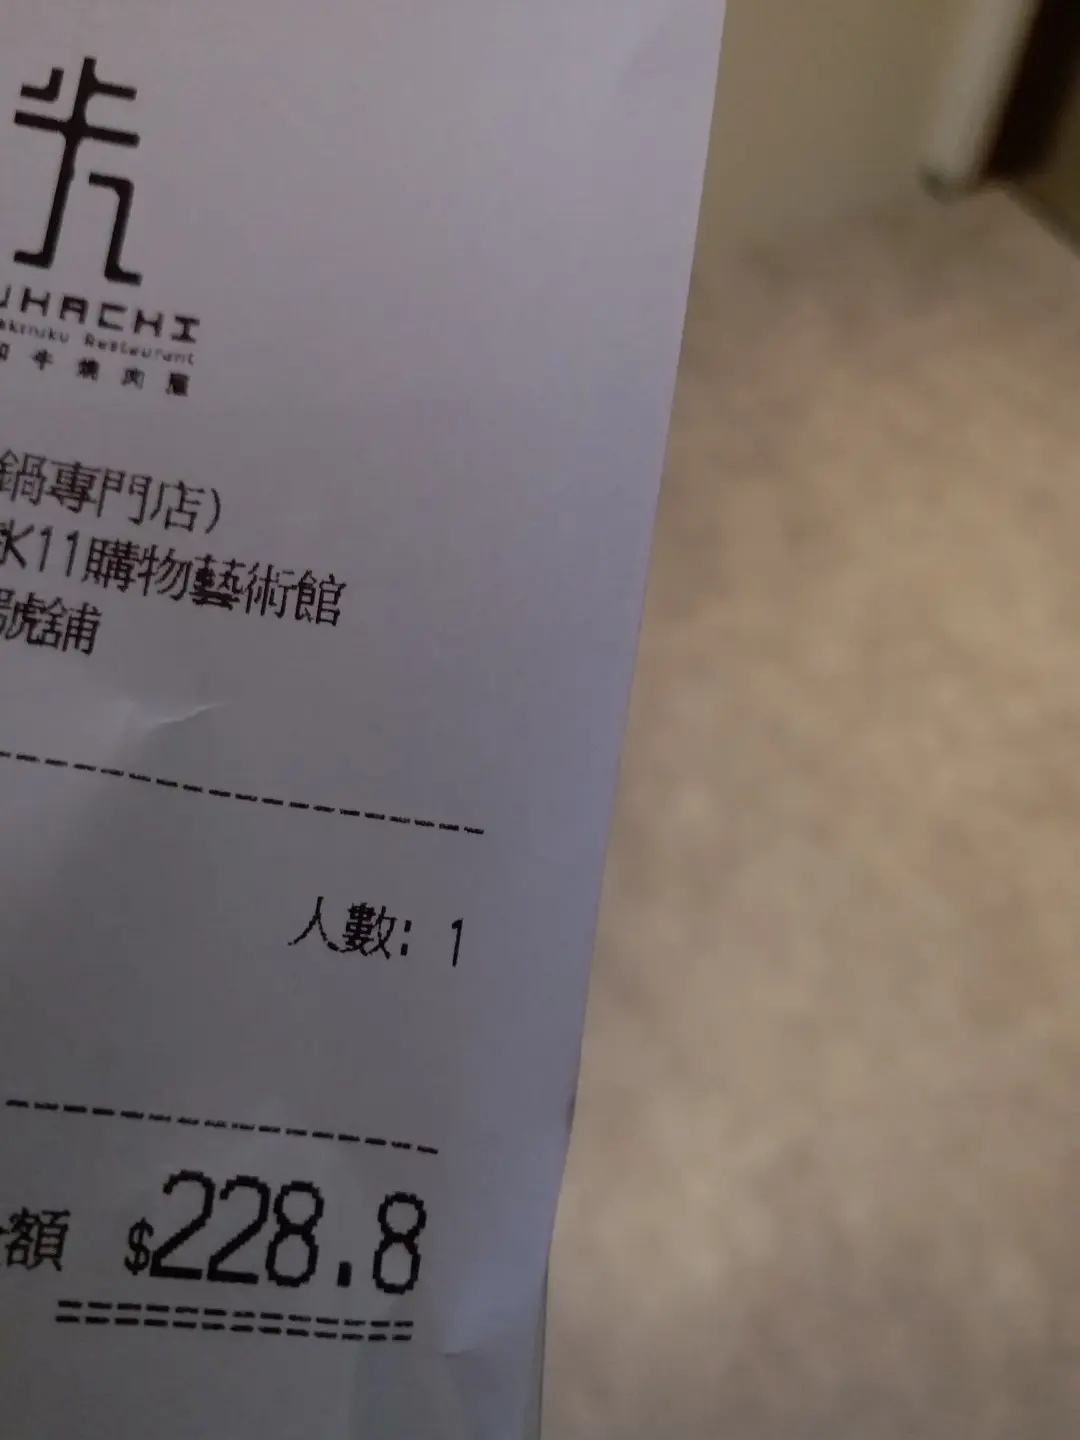 UHACHI
akiniku Restaurant
和牛燒肉屋
鍋專門店)
K11購物藝術館
號舖
人數: 1
額 $228.8